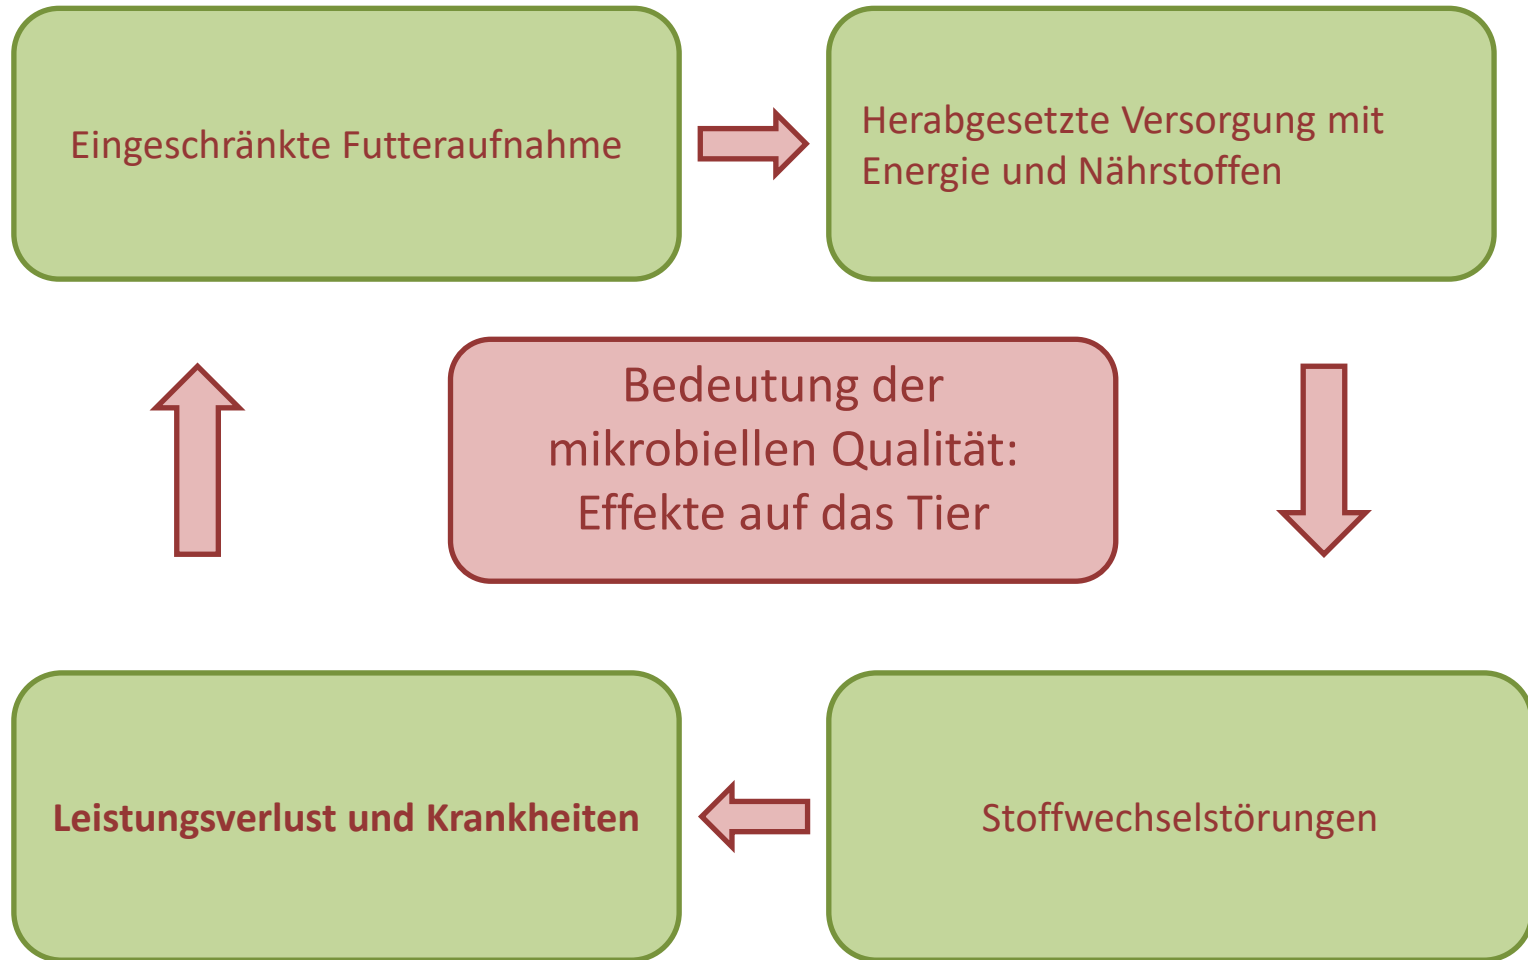 Eingeschränkte Futteraufnahme
Herabgesetzte Versorgung mit
Energie und Nährstoffen
Bedeutung der
mikrobiellen Qualität:
Effekte auf das Tier
Leistungsverlust und Krankheiten
Stoffwechselstörungen